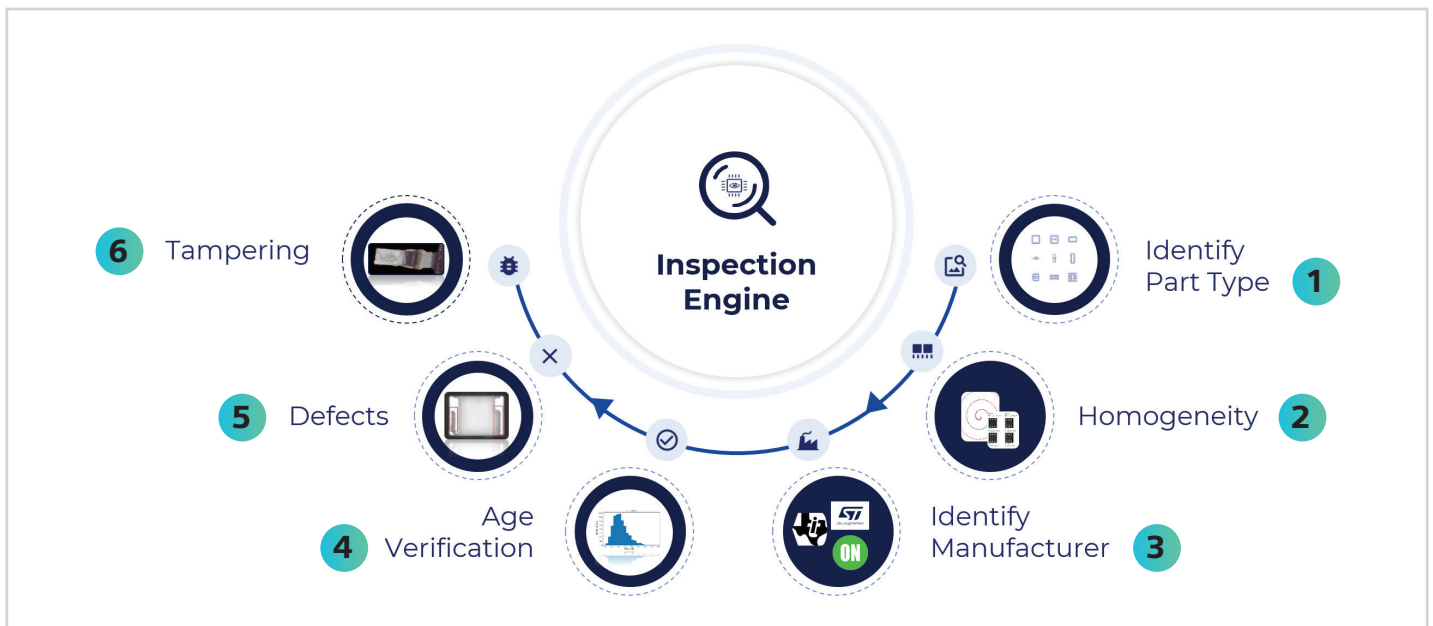 Inspection
Engine
Identify
Part Type
1
Homogeneity
2
Identify
Manufacturer
3
ON
Age
Verification
4
Defects
5
Tampering
6